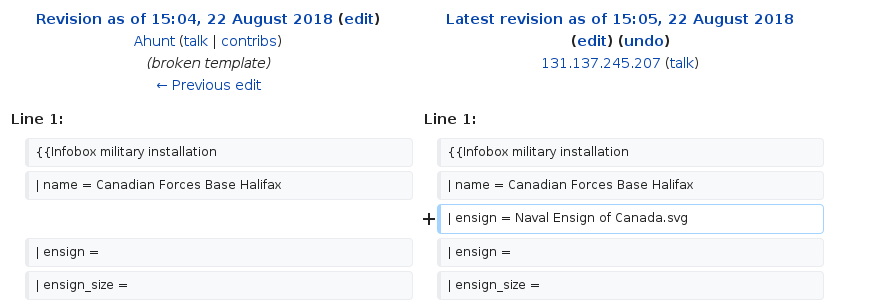 Revision as of 15:04, 22 August 2018 (edit)
Ahunt (talk | contribs)
(broken template)
← Previous edit
Latest revision as of 15:05, 22 August 2018
(edit) (undo)
131.137.245.207 (talk)
Line 1:
Line 1:
{{Infobox military installation
{{Infobox military installation
| name = Canadian Forces Base Halifax
| name = Canadian Forces Base Halifax
+ | ensign = Naval Ensign of Canada.svg
| ensign =
| ensign =
| ensign_size =
| ensign_size =